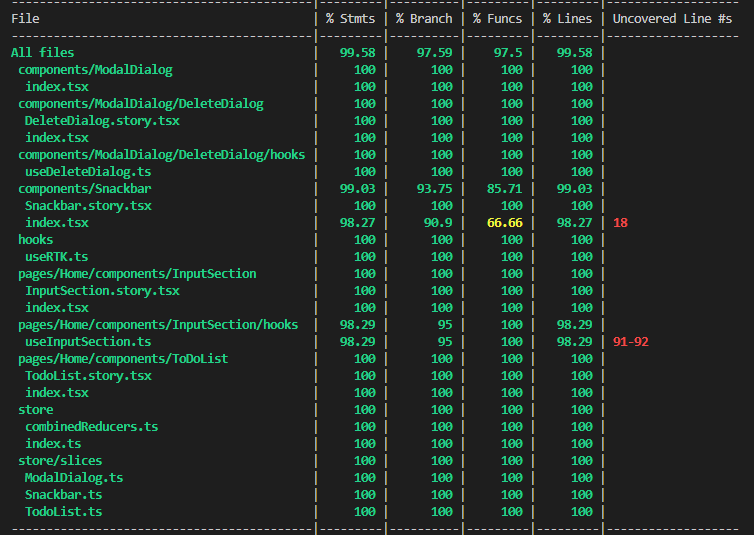 File | % Stmts | % Branch | % Funcs | % Lines | Uncovered Line #s
All files | 99.58 | 97.59 | 97.5 | 99.58 |
components/ModalDialog | 100 | 100 | 100 | 100 |
index.tsx | 100 | 100 | 100 | 100 |
components/ModalDialog/DeleteDialog | 100 | 100 | 100 | 100 |
DeleteDialog.story.tsx | 100 | 100 | 100 | 100 |
index.tsx | 100 | 100 | 100 | 100 |
components/ModalDialog/DeleteDialog/hooks | 100 | 100 | 100 | 100 |
useDeleteDialog.ts | 100 | 100 | 100 | 100 |
components/Snackbar | 99.03 | 93.75 | 85.71 | 99.03 |
Snackbar.story.tsx | 100 | 100 | 100 | 100 |
index.tsx | 98.27 | 90.9 | 66.66 | 98.27 | 18
hooks | 100 | 100 | 100 | 100 |
useRTK.ts | 100 | 100 | 100 | 100 |
pages/Home/components/InputSection | 100 | 100 | 100 | 100 |
InputSection.story.tsx | 100 | 100 | 100 | 100 |
index.tsx | 100 | 100 | 100 | 100 |
pages/Home/components/InputSection/hooks | 98.29 | 95 | 100 | 98.29 |
useInputSection.ts | 98.29 | 95 | 100 | 98.29 | 91-92
pages/Home/components/ToDoList | 100 | 100 | 100 | 100 |
TodoList.story.tsx | 100 | 100 | 100 | 100 |
index.tsx | 100 | 100 | 100 | 100 |
store | 100 | 100 | 100 | 100 |
combinedReducers.ts | 100 | 100 | 100 | 100 |
index.ts | 100 | 100 | 100 | 100 |
store/slices | 100 | 100 | 100 | 100 |
ModalDialog.ts | 100 | 100 | 100 | 100 |
Snackbar.ts | 100 | 100 | 100 | 100 |
TodoList.ts | 100 | 100 | 100 | 100 |